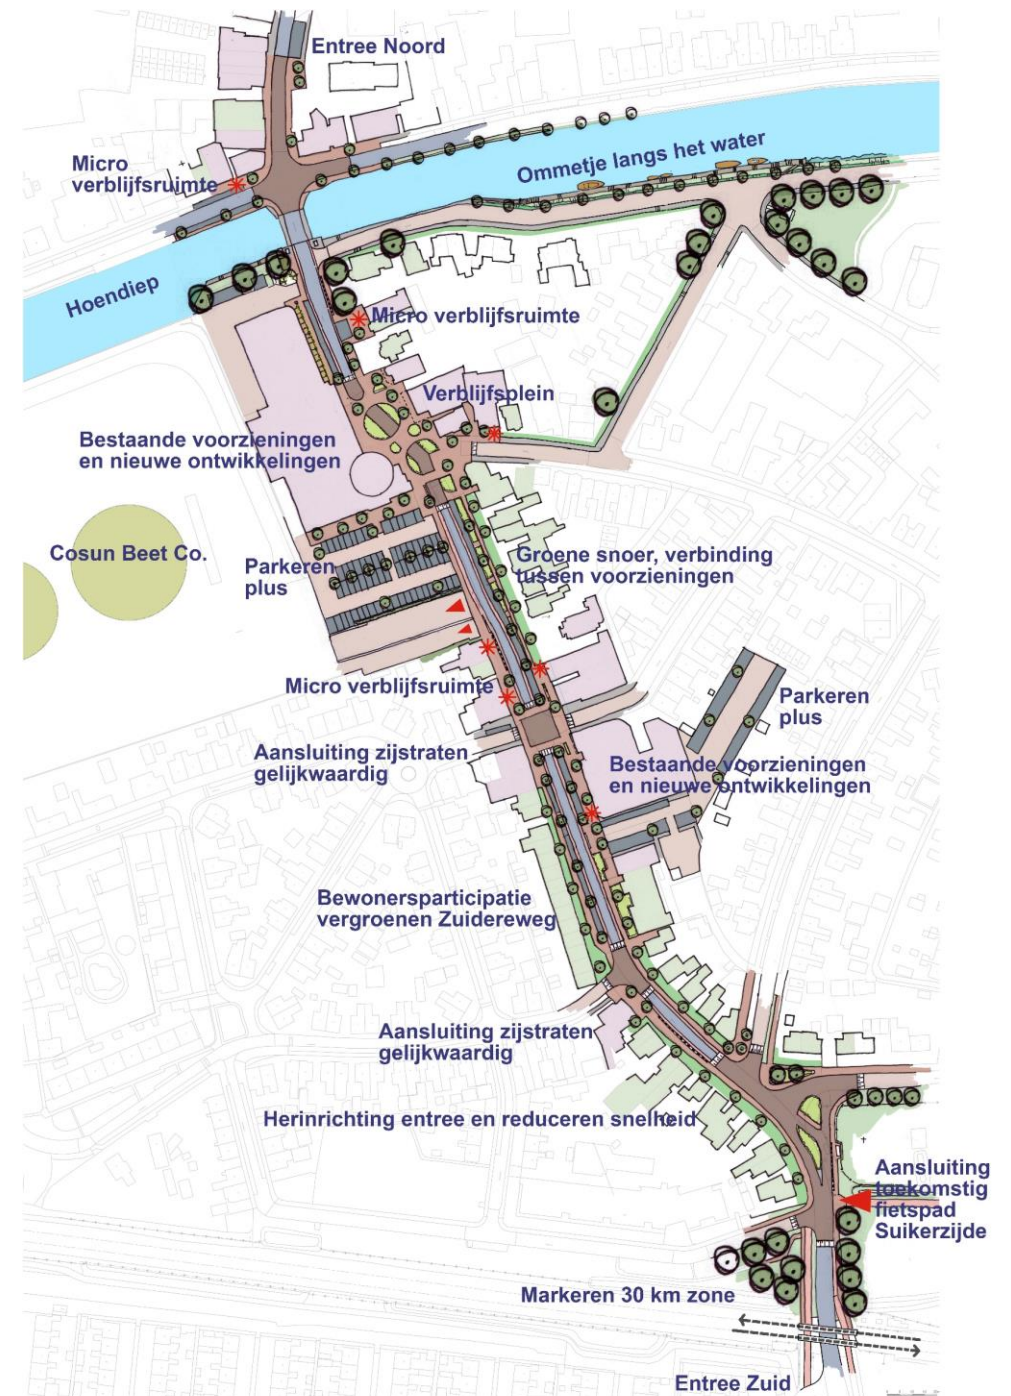 Entree Noord
Ommetje langs het water
Micro
verblijfsruimte
Hoendiep
Micro verblijfsruimte
Verblijfsplein
Bestaande voorzieningen
en nieuwe ontwikkelingen
Cosun Beet Co.
Parkeren
plus
Groene snoer, verbinding
tussen voorzieningen
Micro verblijfsruimte
Parkeren
plus
Aansluiting zijstraten
gelijkwaardig
Bestaande voorzieningen
en nieuwe ontwikkelingen
Bewonersparticipatie
vergroenen Zuidereweg
Aansluiting zijstraten
gelijkwaardig
Herinrichting entree en reduceren snelheid
Aansluiting
toekomstig
fietspad
Suikerzijde
Markeren 30 km zone
Entree Zuid